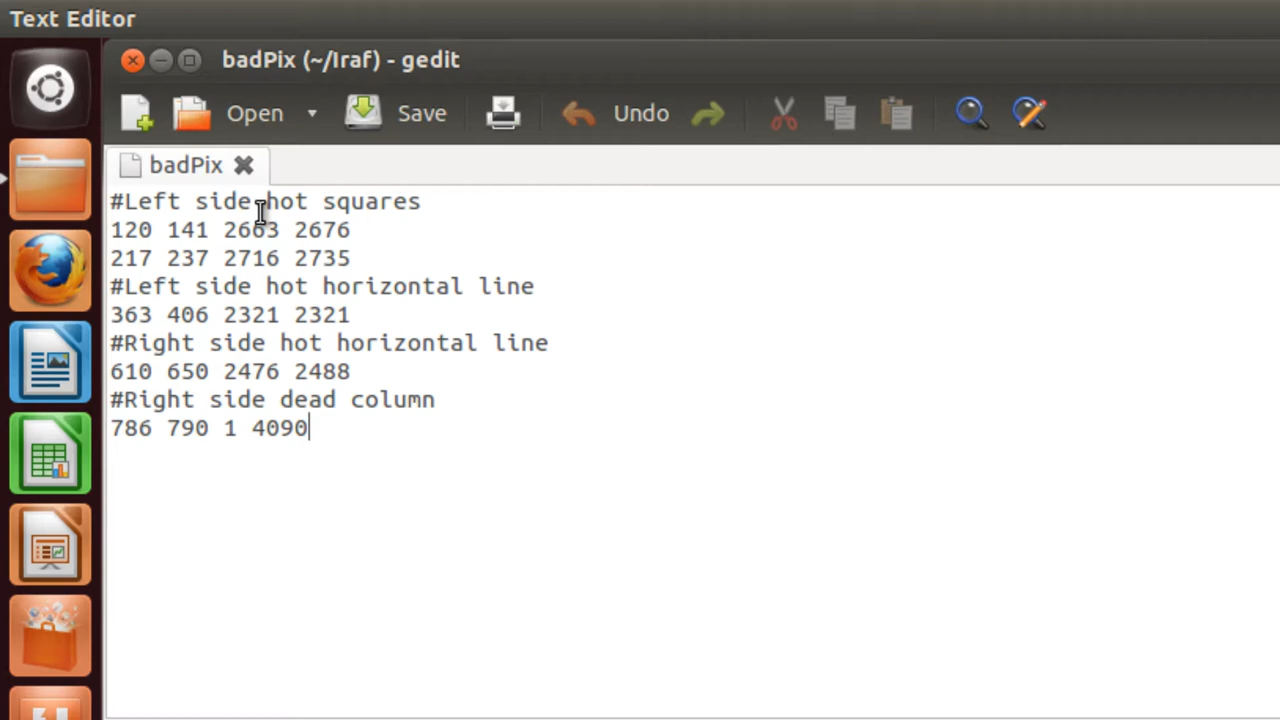 Text Editor
badPix (~/Iraf) - gedit
Open Save Undo
badPix
#Left side hot squares
120 141 2663 2676
217 237 2716 2735
#Left side hot horizontal line
363 406 2321 2321
#Right side hot horizontal line
610 650 2476 2488
#Right side dead column
786 790 1 4090